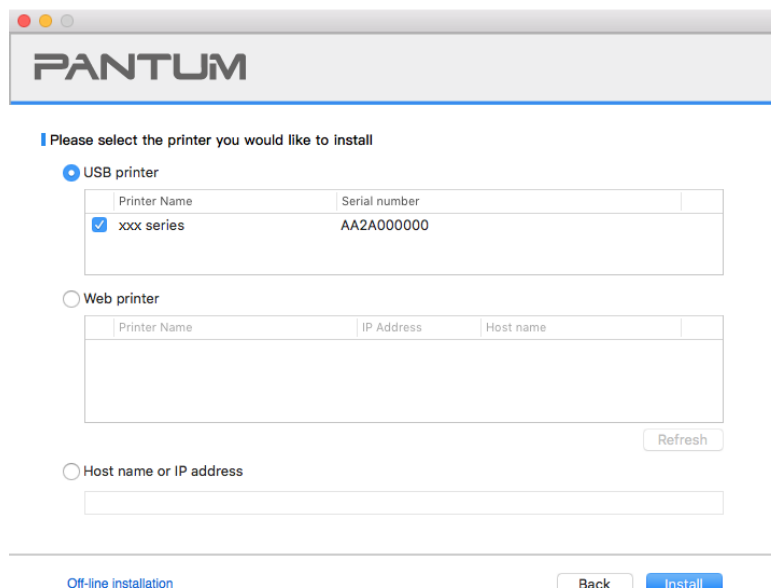 PANTUM
Please select the printer you would like to install
USB printer
Printer Name Serial number
xxx series AA2A000000
Web printer
Printer Name IP Address Host name
Refresh
Host name or IP address
Off-line installation Back Install